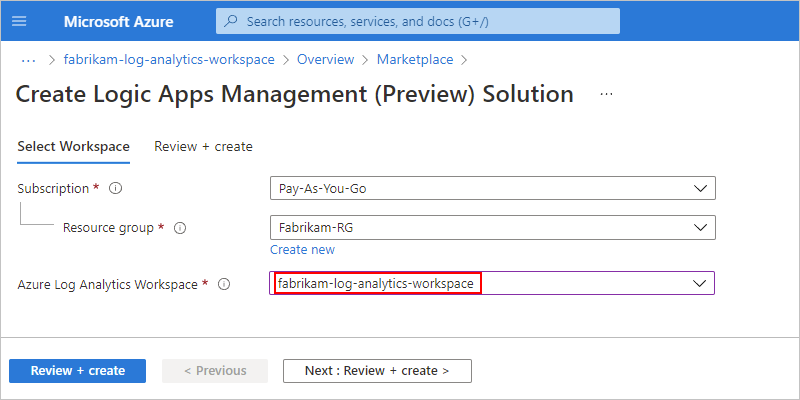 Microsoft Azure
Search resources, services, and docs (G+/)
··· > fabrikam-log-analytics-workspace > Overview > Marketplace >
Create Logic Apps Management (Preview) Solution ···
Select Workspace Review + create
Subscription *
Pay-As-You-Go
Resource group *
Fabrikam-RG
Create new
Azure Log Analytics Workspace *
fabrikam-log-analytics-workspace
Review + create
< Previous
Next : Review + create >